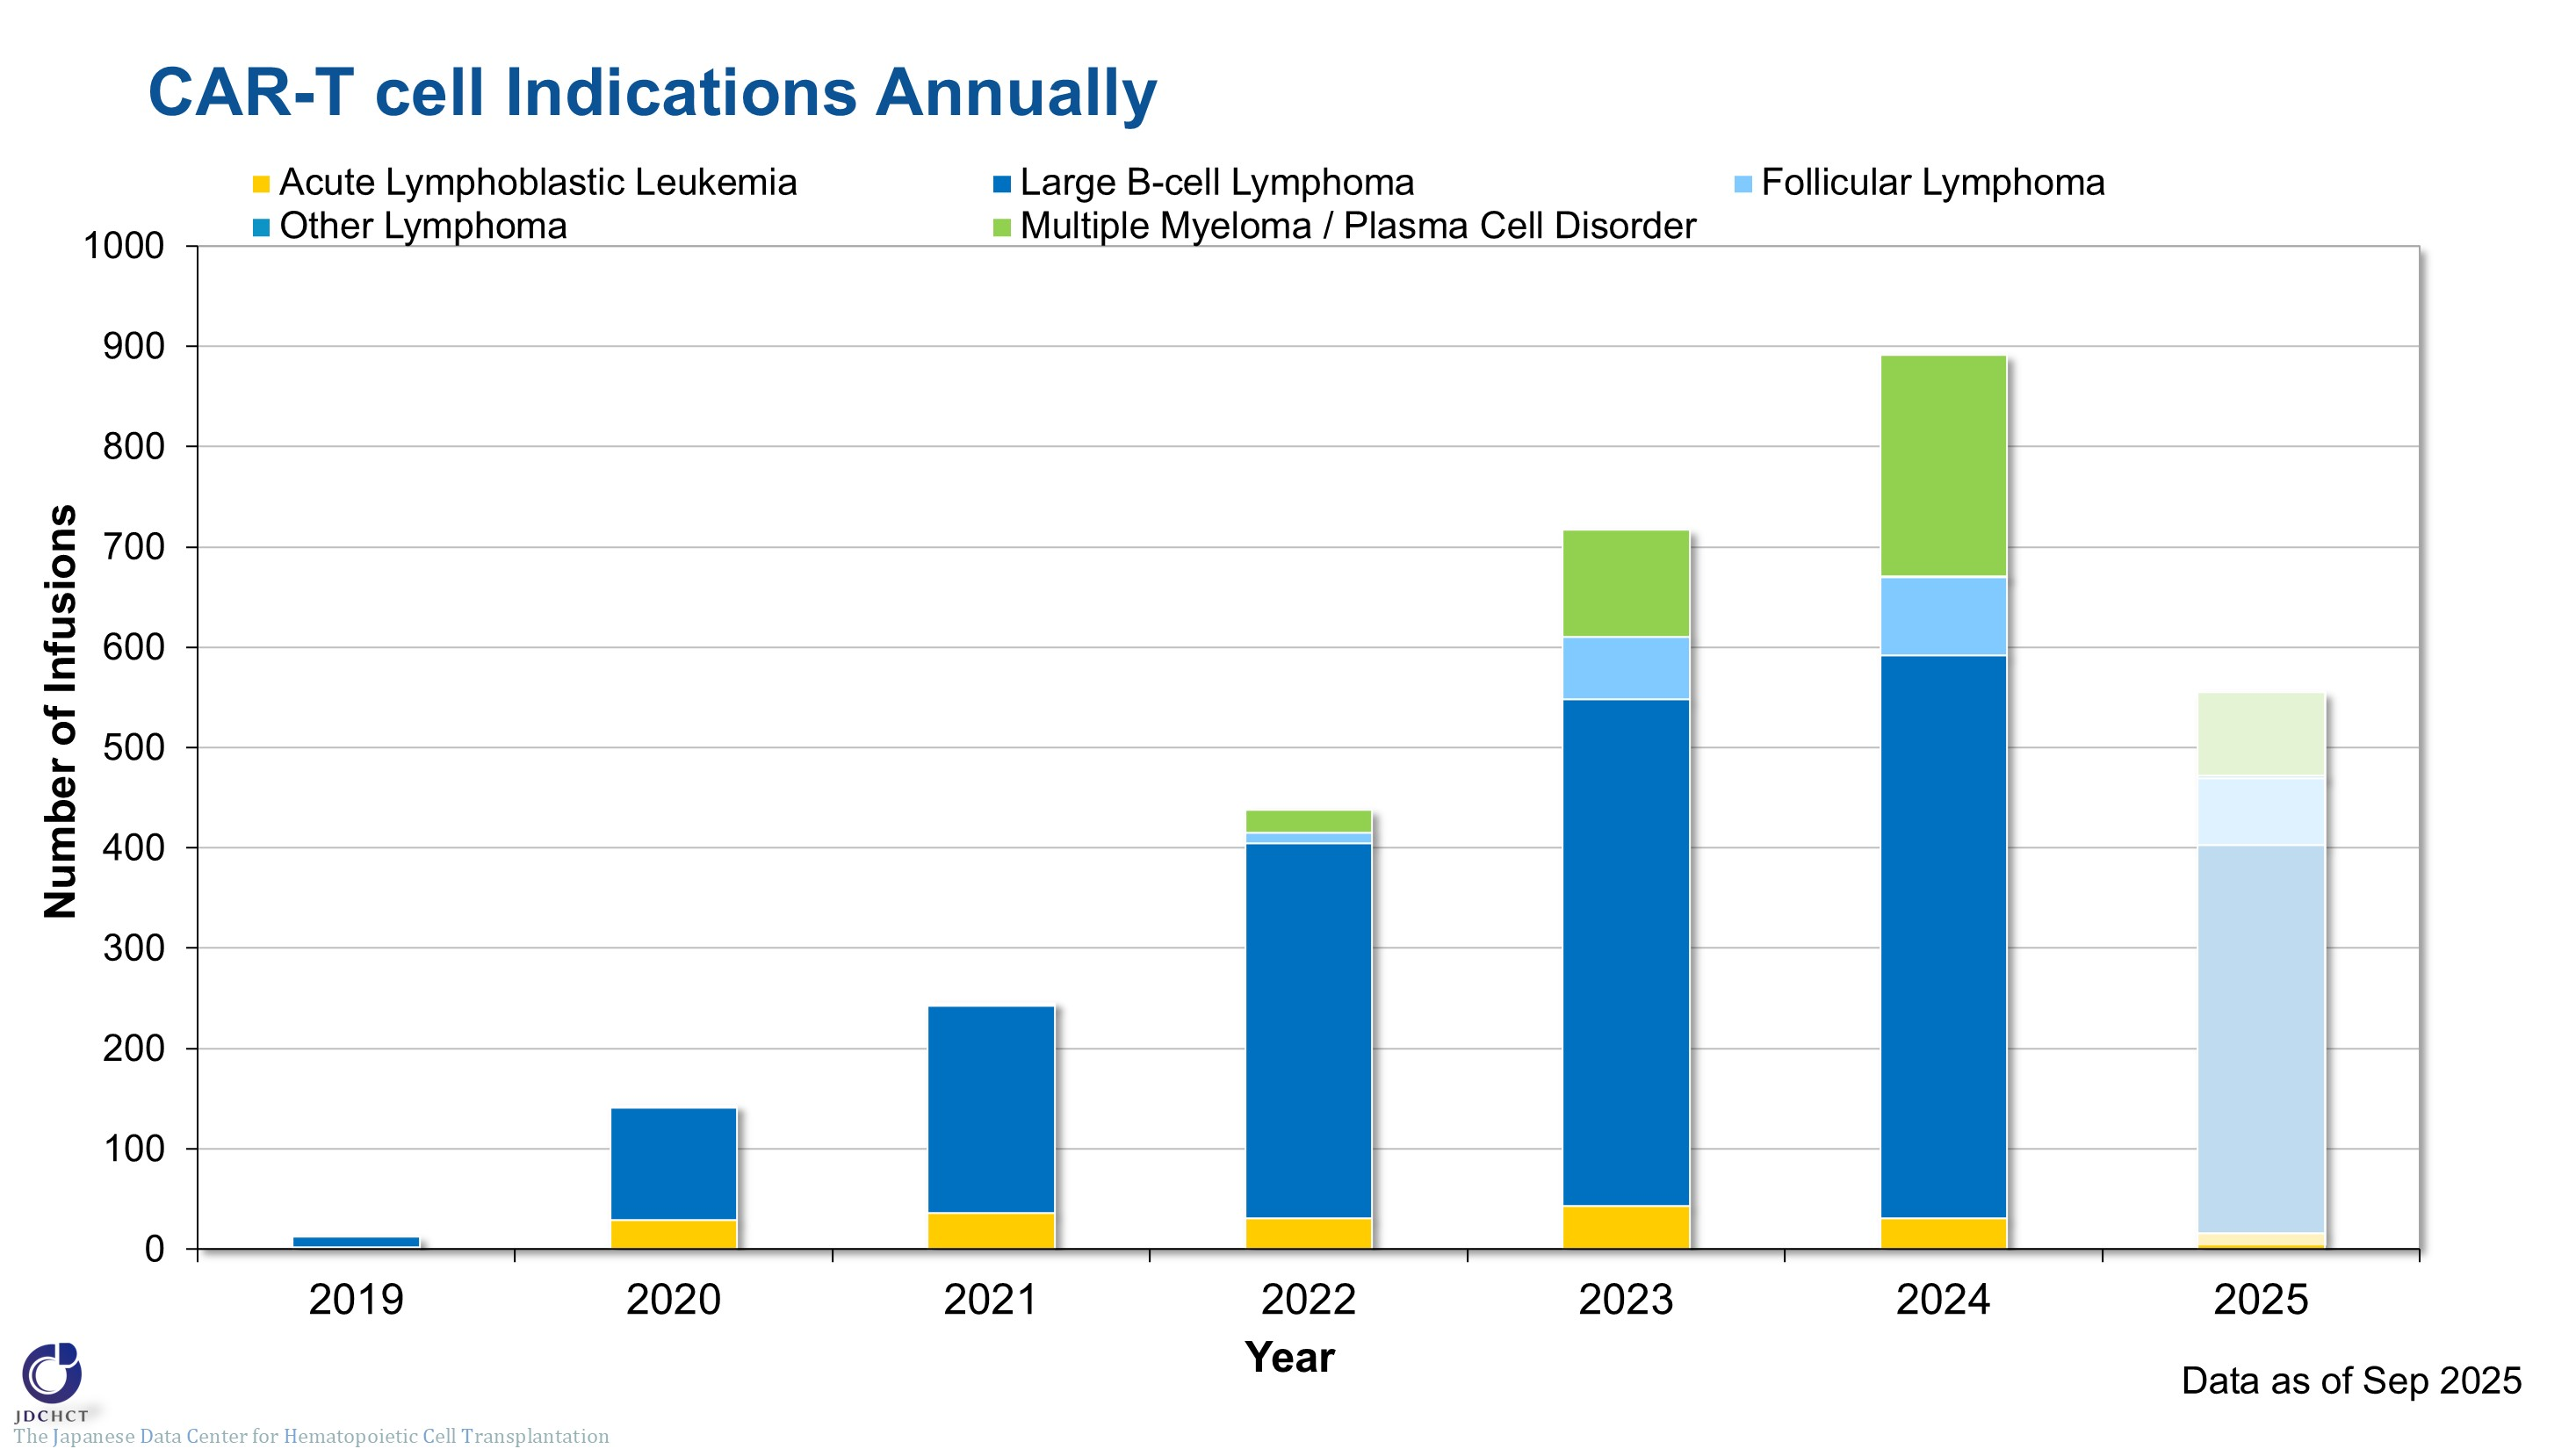 CAR-T cell Indications Annually
Acute Lymphoblastic Leukemia
Large B-cell Lymphoma
Follicular Lymphoma
Other Lymphoma
Multiple Myeloma / Plasma Cell Disorder
Number of Infusions
1000
900
800
700
600
500
400
300
200
100
0
2019 2020 2021 2022 2023 2024 2025
Year
Data as of Sep 2025
JDCHCT
The Japanese Data Center for Hematopoietic Cell Transplantation